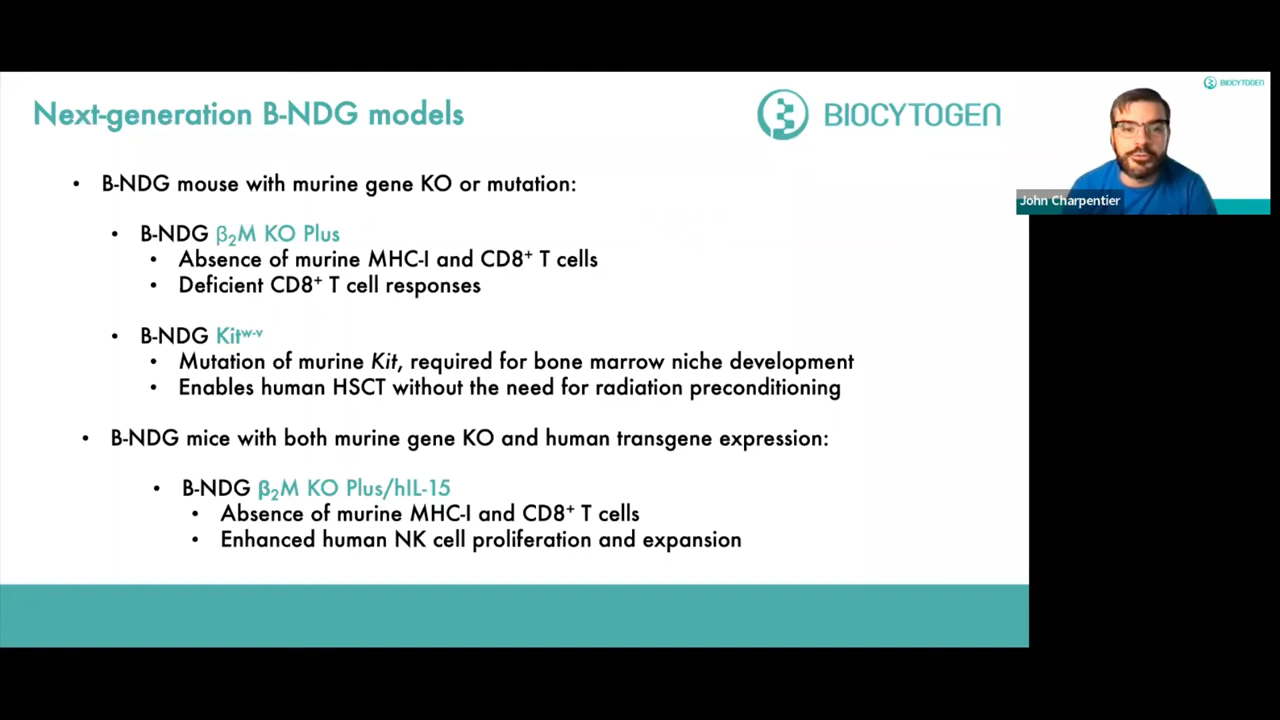 Next-generation B-NDG models
BIOCYTOGEN
BIOCYTOGEN
John Charpentier
• B-NDG mouse with murine gene KO or mutation:
• B-NDG β₂M KO Plus
• Absence of murine MHC-I and CD8⁺ T cells
• Deficient CD8⁺ T cell responses
• B-NDG Kitʷ⁻ᵛ
• Mutation of murine Kit, required for bone marrow niche development
• Enables human HSCT without the need for radiation preconditioning
• B-NDG mice with both murine gene KO and human transgene expression:
• B-NDG β₂M KO Plus/hIL-15
• Absence of murine MHC-I and CD8⁺ T cells
• Enhanced human NK cell proliferation and expansion